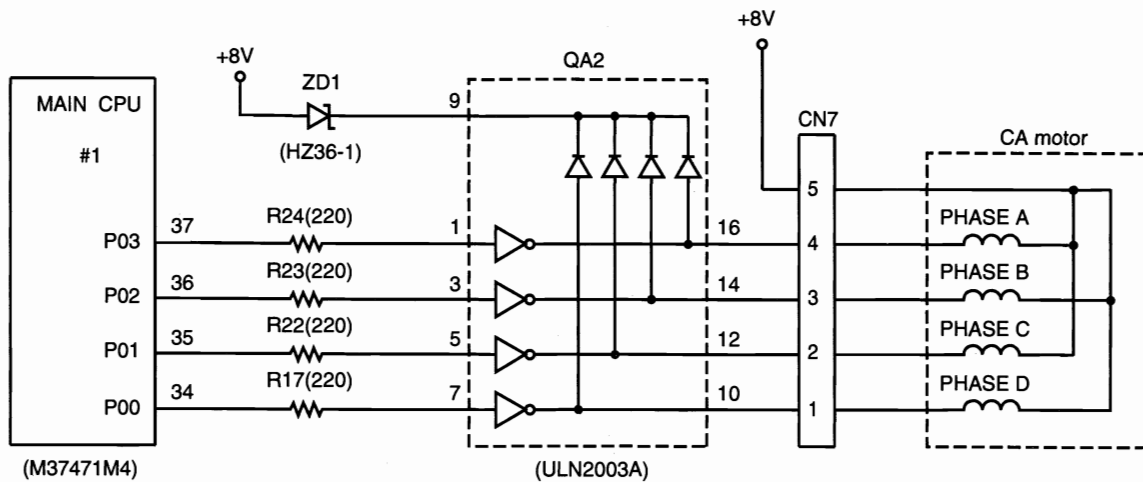 +8V
+8V
ZD1
QA2
MAIN CPU
9
CN7
(HZ36-1)
CA motor
#1
5
R24(220)
PHASE A
P03
37
1
16
4
R23(220)
PHASE B
P02
36
3
14
3
R22(220)
PHASE C
P01
35
5
12
2
R17(220)
PHASE D
P00
34
7
10
1
(M37471M4)
(ULN2003A)